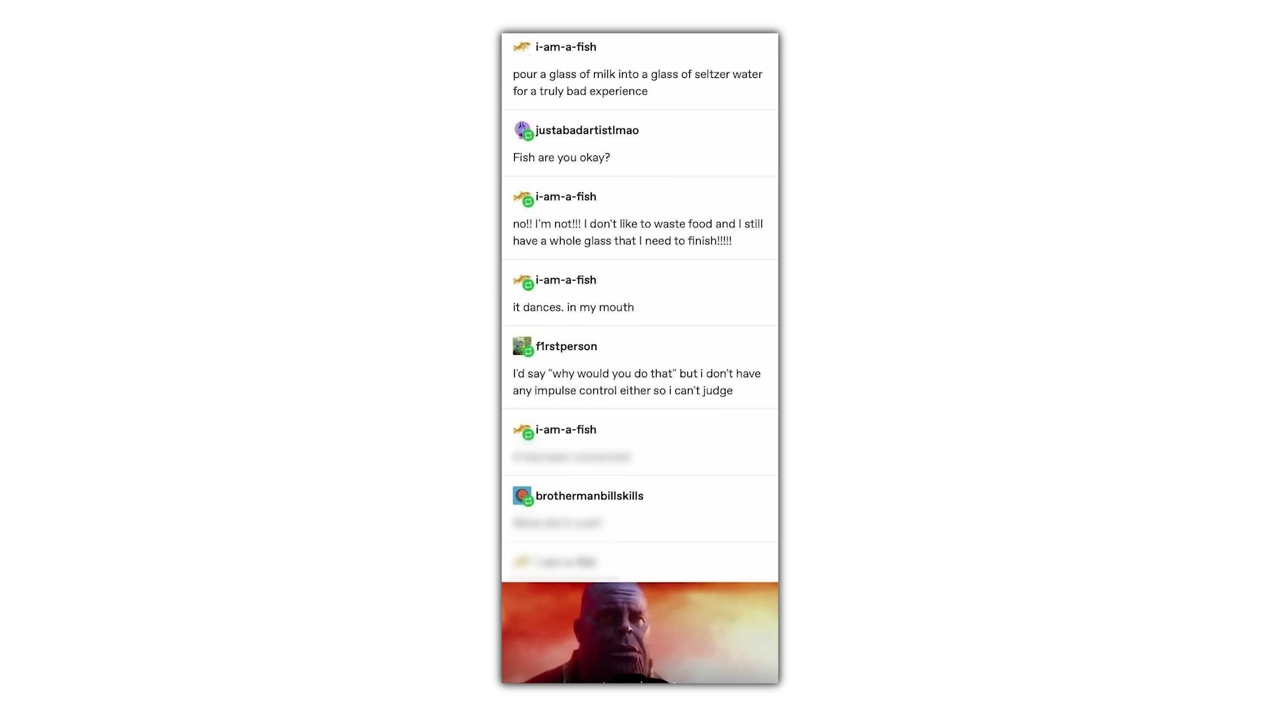 i-am-a-fish
pour a glass of milk into a glass of seltzer water
for a truly bad experience
justabadartistlmao
Fish are you okay?
i-am-a-fish
no!! I'm not!!! I don't like to waste food and I still
have a whole glass that I need to finish!!!!!
i-am-a-fish
it dances. in my mouth
f1rstperson
I'd say "why would you do that" but i don't have
any impulse control either so i can't judge
i-am-a-fish
brothermanbillskills